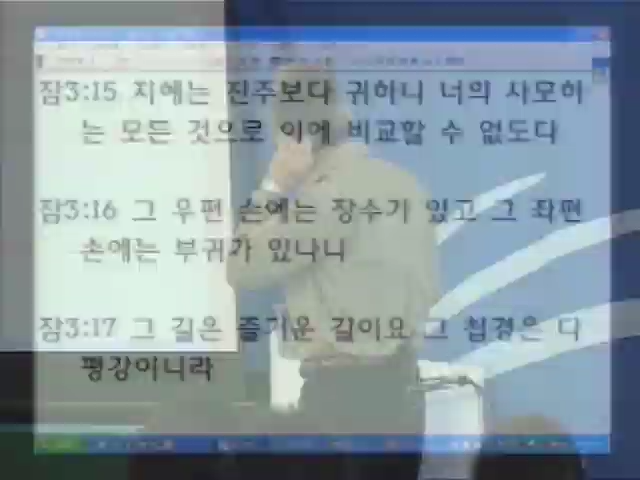 잠3:15 지혜는 진주보다 귀하니 너의 사모하
는 모든 것으로 이에 비교할 수 없도다
잠3:16 그 우편 손에는 장수가 있고 그 좌편
손에는 부귀가 있나니
잠3:17 그 길은 즐거운 길이요 그 첩경은 다
평강이니라